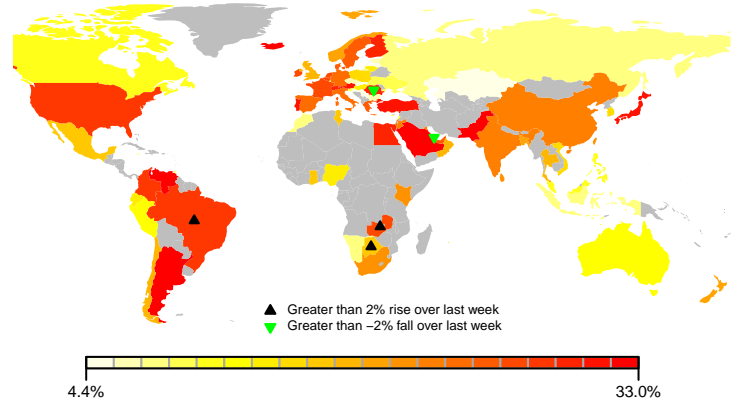 Greater than 2% rise over last week
Greater than −2% fall over last week
4.4%
33.0%